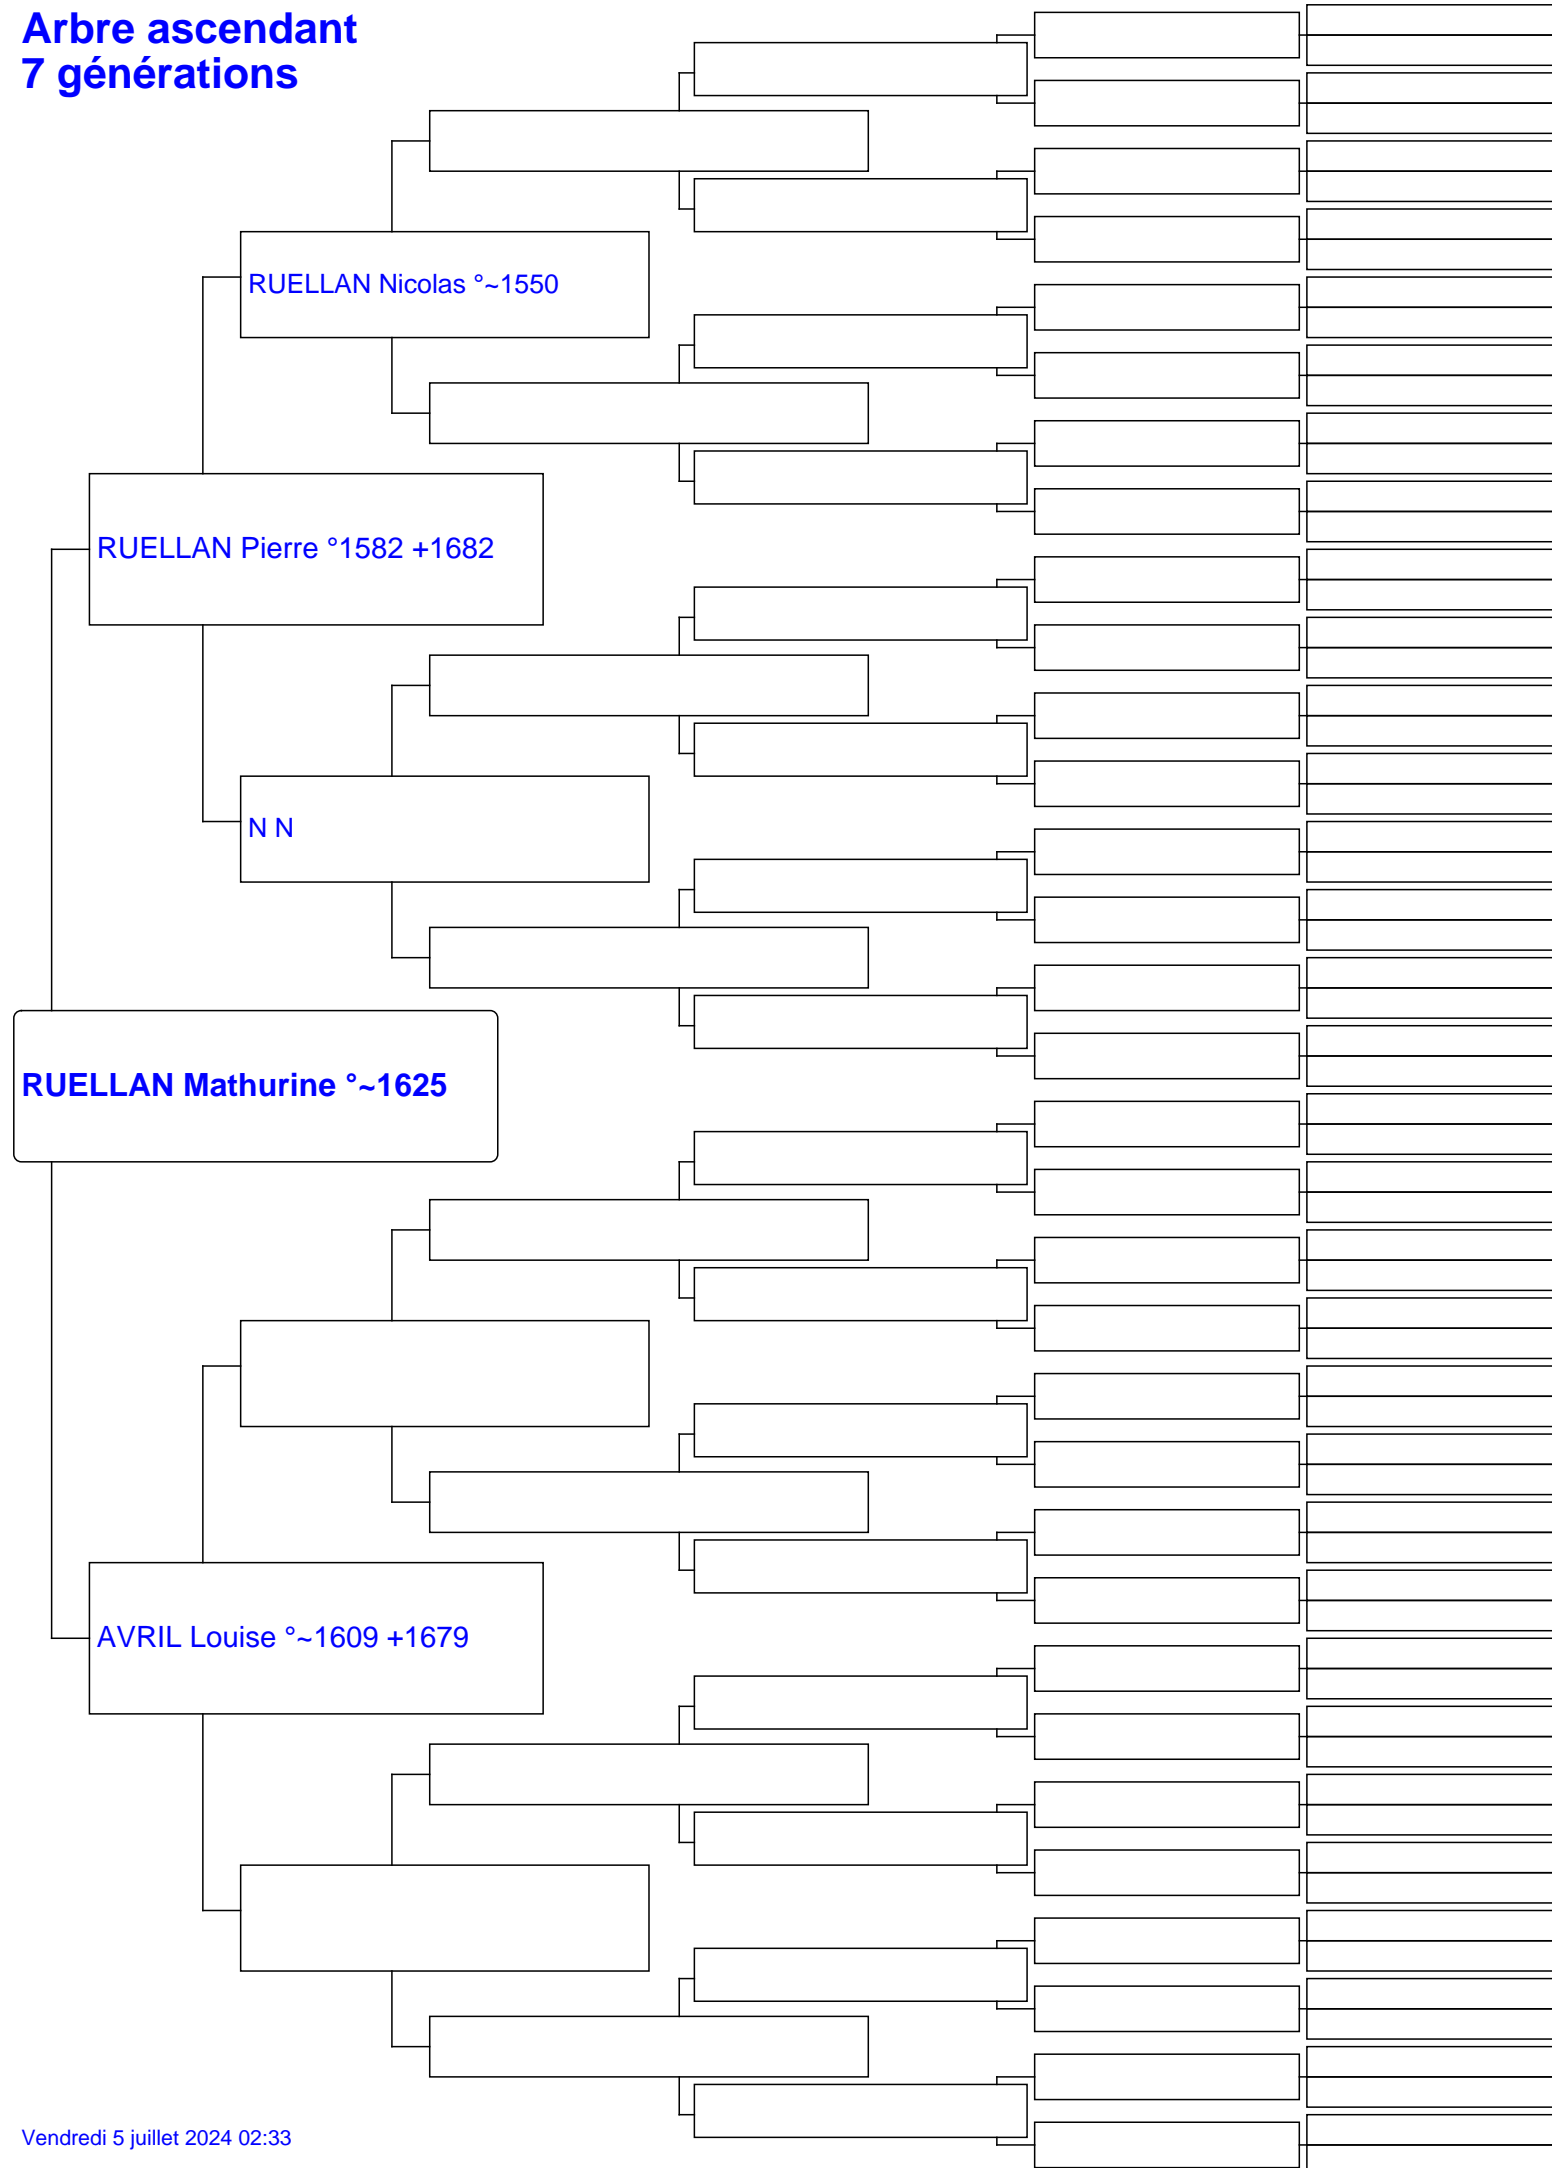 Arbre ascendant
7 générations
RUELLAN Nicolas °~1550
RUELLAN Pierre °1582 +1682
N N
RUELLAN Mathurine °~1625
AVRIL Louise °~1609 +1679
Vendredi 5 juillet 2024 02:33